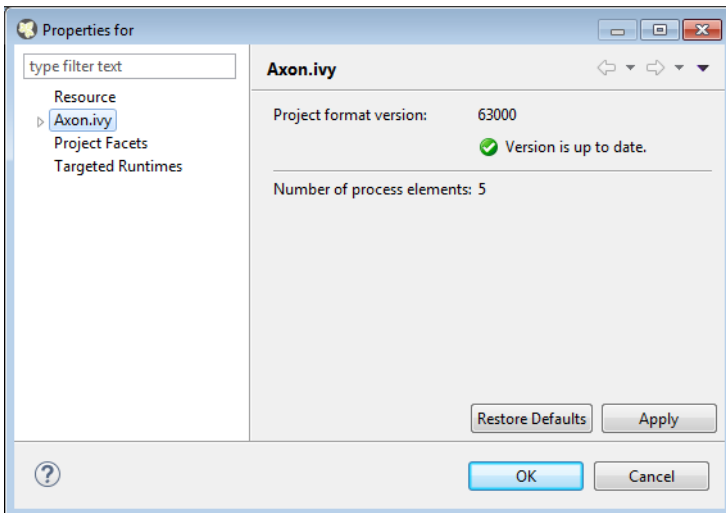 Properties for
type filter text
Resource
Axon.ivy
Project Facets
Targeted Runtimes
Axon.ivy
Project format version: 63000
Version is up to date.
Number of process elements: 5
Restore Defaults
Apply
?
OK
Cancel